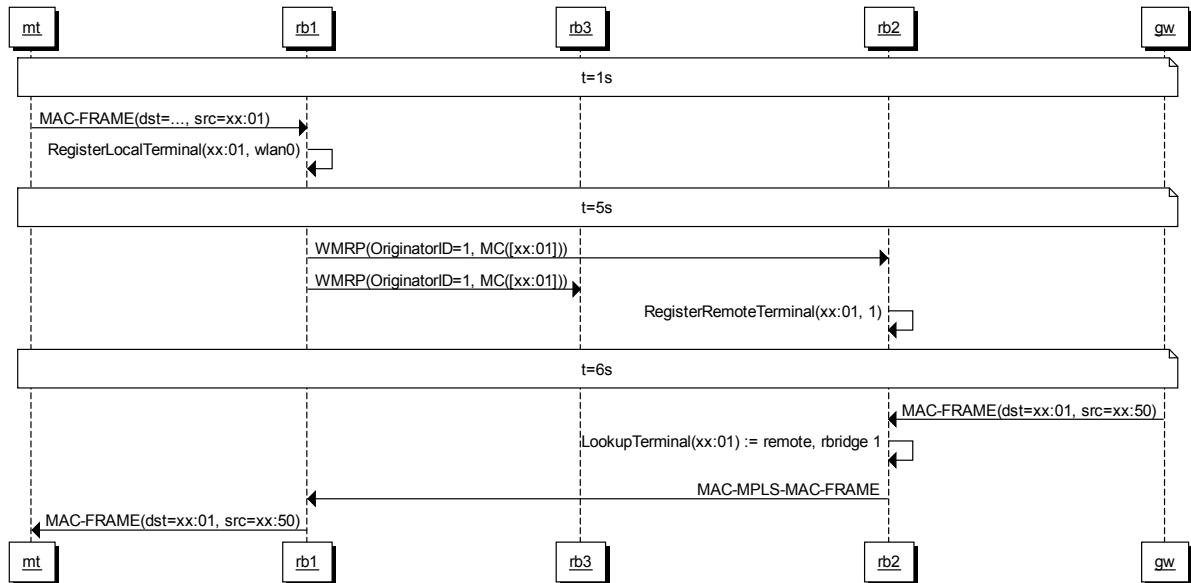 mt rb1 rb3 rb2 gw
t=1s
MAC-FRAME(dst=..., src=xx:01)
RegisterLocalTerminal(xx:01, wlan0)
t=5s
WMRP(OriginatorID=1, MC([xx:01]))
WMRP(OriginatorID=1, MC([xx:01]))
RegisterRemoteTerminal(xx:01, 1)
t=6s
MAC-FRAME(dst=xx:01, src=xx:50)
LookupTerminal(xx:01) := remote, rbridge 1
MAC-MPLS-MAC-FRAME
MAC-FRAME(dst=xx:01, src=xx:50)
mt rb1 rb3 rb2 gw